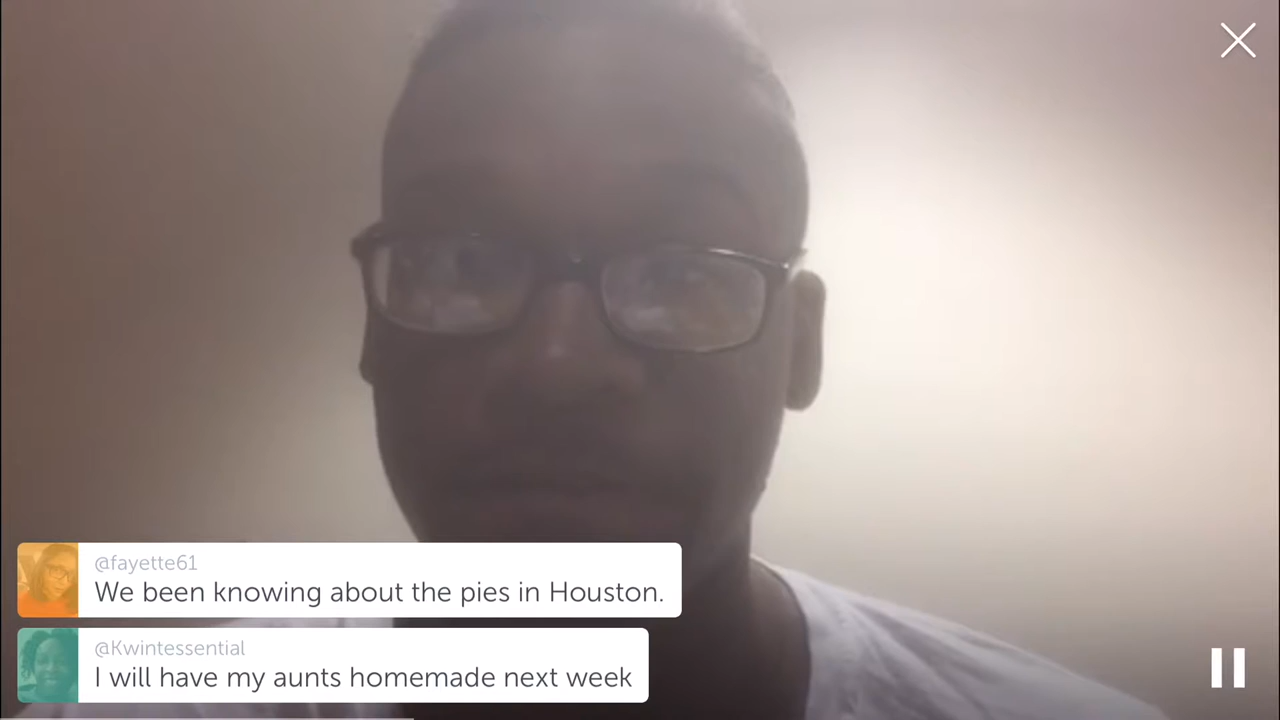 @fayette61
We been knowing about the pies in Houston.
@Kwintessential
I will have my aunts homemade next week